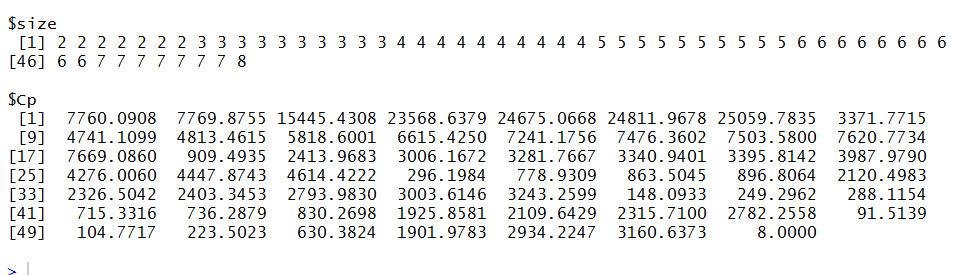 $size
 [1] 2 2 2 2 2 2 2 3 3 3 3 3 3 3 3 3 3 4 4 4 4 4 4 4 4 4 4 5 5 5 5 5 5 5 5 5 5 6 6 6 6 6 6 6 6
[46] 6 6 7 7 7 7 7 7 7 8
$Cp
 [1]  7760.0908  7769.8755 15445.4308 23568.6379 24675.0668 24811.9678 25059.7835  3371.7715
 [9]  4741.1099  4813.4615  5818.6001  6615.4250  7241.1756  7476.3602  7503.5800  7620.7734
[17]  7669.0860   909.4935  2413.9683  3006.1672  3281.7667  3340.9401  3395.8142  3987.9790
[25]  4276.0060  4447.8743  4614.4222   296.1984   778.9309   863.5045   896.8064  2120.4983
[33]  2326.5042  2403.3453  2793.9830  3003.6146  3243.2599   148.0933   249.2962   288.1154
[41]   715.3316   736.2879   830.2698  1925.8581  2109.6429  2315.7100  2782.2558    91.5139
[49]   104.7717   223.5023   630.3824  1901.9783  2934.2247  3160.6373     8.0000
>